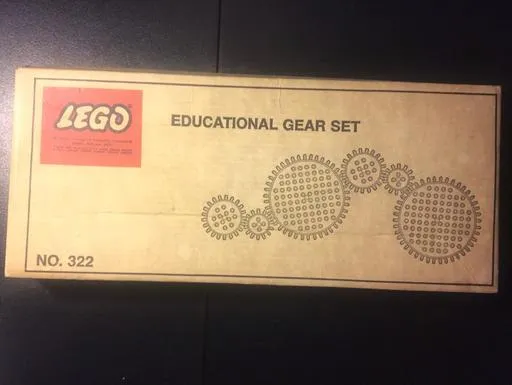 LEGO
EDUCATIONAL GEAR SET
NO. 322